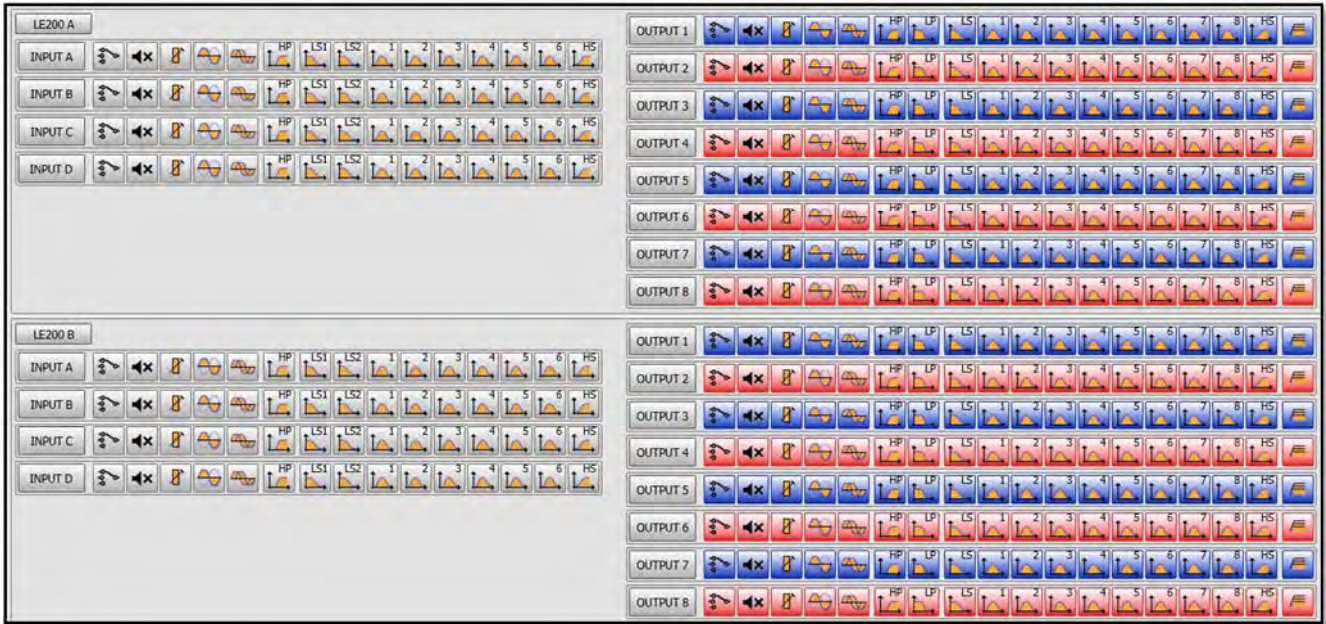 LE200 A
INPUT A HP LS1 LS2 1 2 3 4 5 6 HS
INPUT B HP LS1 LS2 1 2 3 4 5 6 HS
INPUT C HP LS1 LS2 1 2 3 4 5 6 HS
INPUT D HP LS1 LS2 1 2 3 4 5 6 HS
OUTPUT 1 HP LP LS 1 2 3 4 5 6 7 8 HS
OUTPUT 2 HP LP LS 1 2 3 4 5 6 7 8 HS
OUTPUT 3 HP LP LS 1 2 3 4 5 6 7 8 HS
OUTPUT 4 HP LP LS 1 2 3 4 5 6 7 8 HS
OUTPUT 5 HP LP LS 1 2 3 4 5 6 7 8 HS
OUTPUT 6 HP LP LS 1 2 3 4 5 6 7 8 HS
OUTPUT 7 HP LP LS 1 2 3 4 5 6 7 8 HS
OUTPUT 8 HP LP LS 1 2 3 4 5 6 7 8 HS
LE200 B
INPUT A HP LS1 LS2 1 2 3 4 5 6 HS
INPUT B HP LS1 LS2 1 2 3 4 5 6 HS
INPUT C HP LS1 LS2 1 2 3 4 5 6 HS
INPUT D HP LS1 LS2 1 2 3 4 5 6 HS
OUTPUT 1 HP LP LS 1 2 3 4 5 6 7 8 HS
OUTPUT 2 HP LP LS 1 2 3 4 5 6 7 8 HS
OUTPUT 3 HP LP LS 1 2 3 4 5 6 7 8 HS
OUTPUT 4 HP LP LS 1 2 3 4 5 6 7 8 HS
OUTPUT 5 HP LP LS 1 2 3 4 5 6 7 8 HS
OUTPUT 6 HP LP LS 1 2 3 4 5 6 7 8 HS
OUTPUT 7 HP LP LS 1 2 3 4 5 6 7 8 HS
OUTPUT 8 HP LP LS 1 2 3 4 5 6 7 8 HS